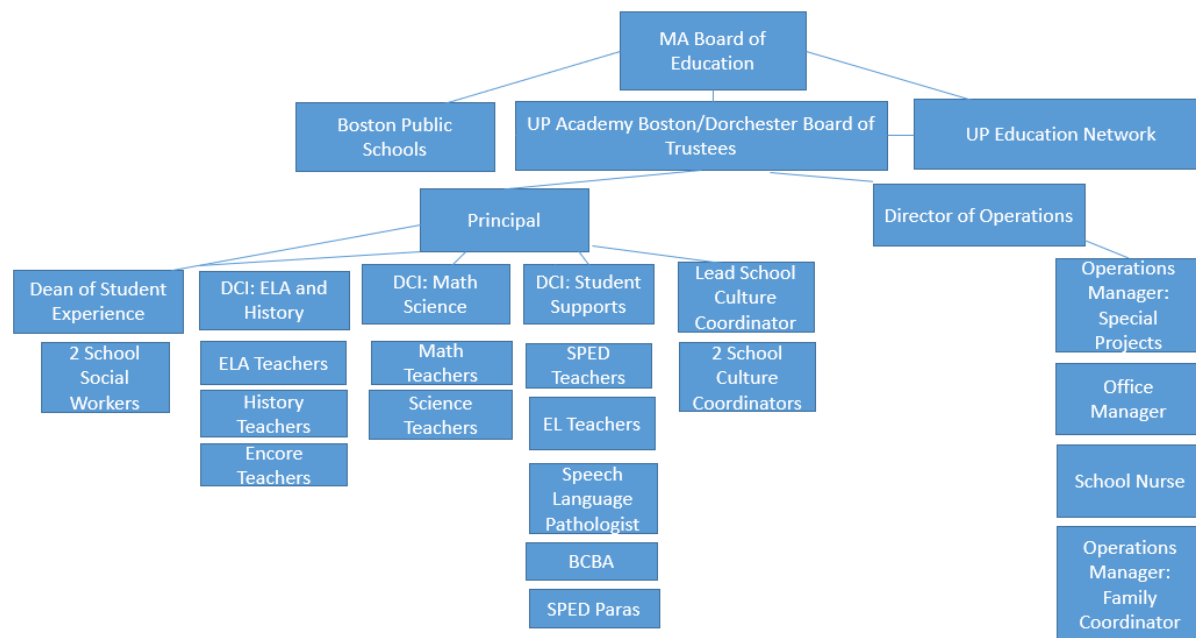 MA Board of
Education
Boston Public
Schools
UP Academy Boston/Dorchester Board of
Trustees
UP Education Network
Principal
Director of Operations
Dean of Student
Experience
DCI: ELA and
History
DCI: Math
Science
DCI: Student
Supports
Lead School
Culture
Coordinator
Operations
Manager:
Special
Projects
2 School
Social
Workers
ELA Teachers
History
Teachers
Encore
Teachers
Math
Teachers
Science
Teachers
SPED
Teachers
EL Teachers
Speech
Language
Pathologist
BCBA
SPED Paras
2 School
Culture
Coordinators
Office
Manager
School Nurse
Operations
Manager:
Family
Coordinator